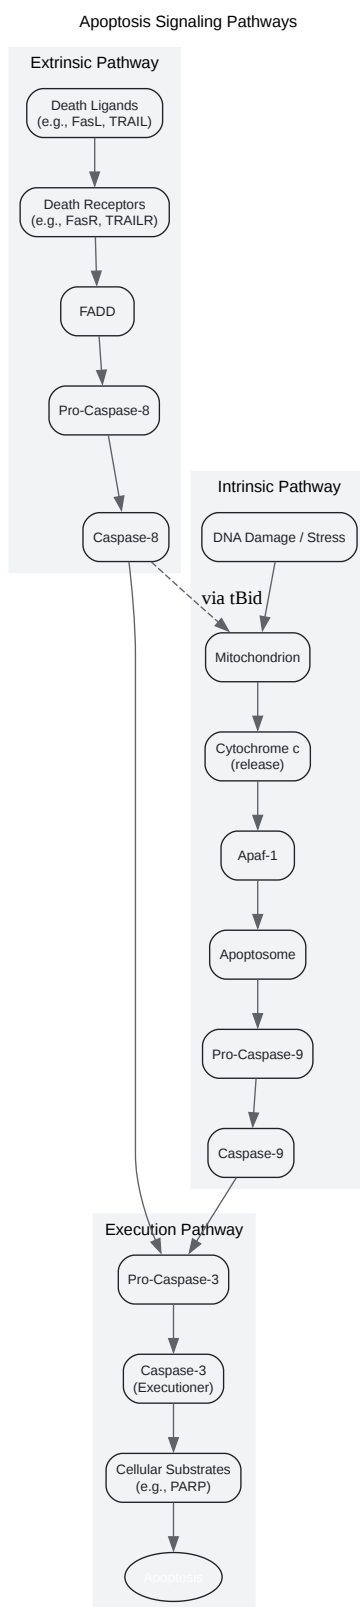 Apoptosis Signaling Pathways
Extrinsic Pathway
Death Ligands
(e.g., FasL, TRAIL)
Death Receptors
(e.g., FasR, TRAILR)
FADD
Pro-Caspase-8
Caspase-8
Intrinsic Pathway
DNA Damage / Stress
via tBid
Mitochondrion
Cytochrome c
(release)
Apaf-1
Apoptosome
Pro-Caspase-9
Caspase-9
Execution Pathway
Pro-Caspase-3
Caspase-3
(Executioner)
Cellular Substrates
(e.g., PARP)
Apoptosis